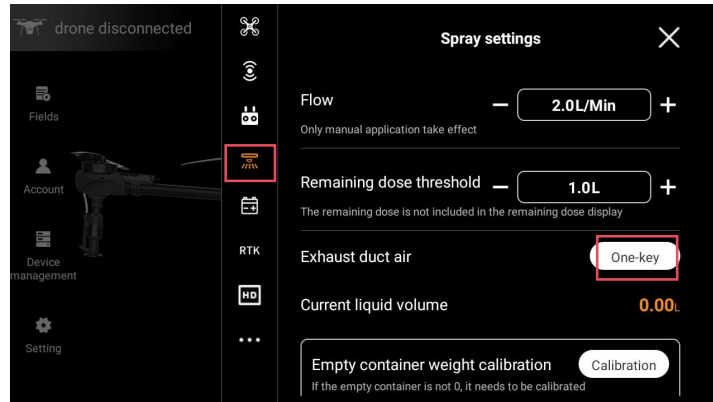 drone disconnected
Fields
Account
Device
management
Setting
RTK
HD
Spray settings
Flow
2.0L/Min
Only manual application take effect
Remaining dose threshold
1.0L
The remaining dose is not included in the remaining dose display
Exhaust duct air
One-key
Current liquid volume
0.00L
Empty container weight calibration
Calibration
If the empty container is not 0, it needs to be calibrated